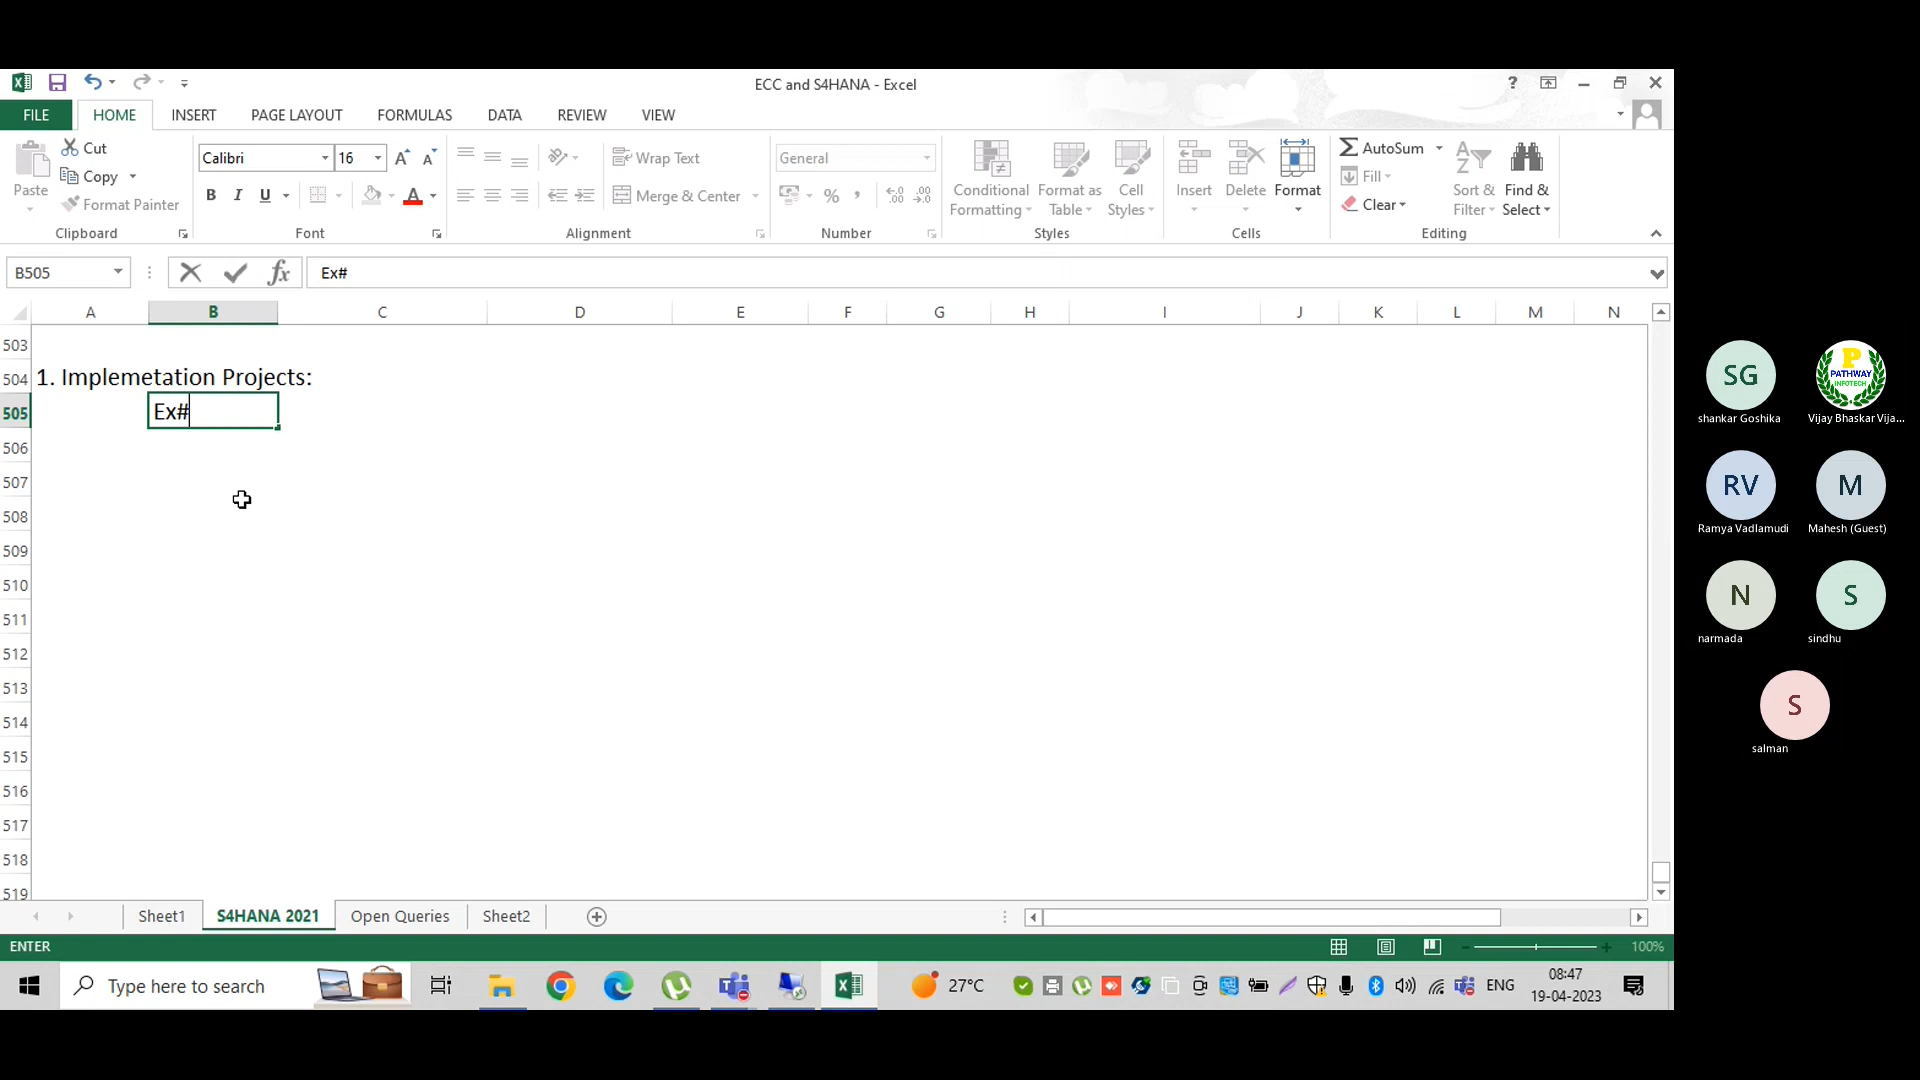 ECC and S4HANA - Excel
?
FILE HOME INSERT PAGE LAYOUT FORMULAS DATA REVIEW VIEW
Paste
Cut
Copy
Format Painter
Clipboard
Calibri 16
B I U
Font
Wrap Text
Merge & Center
Alignment
General
Number
Conditional Formatting
Format as Table
Cell Styles
Styles
Insert
Delete
Format
Cells
AutoSum
Fill
Clear
Sort & Filter
Find & Select
Editing
B505
fx
Ex#
A B C D E F G H I J K L M N
503
504 1. Implemetation Projects:
505 Ex#
506
507
508
509
510
511
512
513
514
515
516
517
518
519
Sheet1 S4HANA 2021 Open Queries Sheet2
ENTER
100%
Type here to search
27°C
ENG
08:47
19-04-2023
SG
shankar Goshika
P
PATHWAY
INFOTECH
Vijay Bhaskar Vija...
RV
Ramya Vadlamudi
M
Mahesh (Guest)
N
narmada
S
sindhu
S
salman